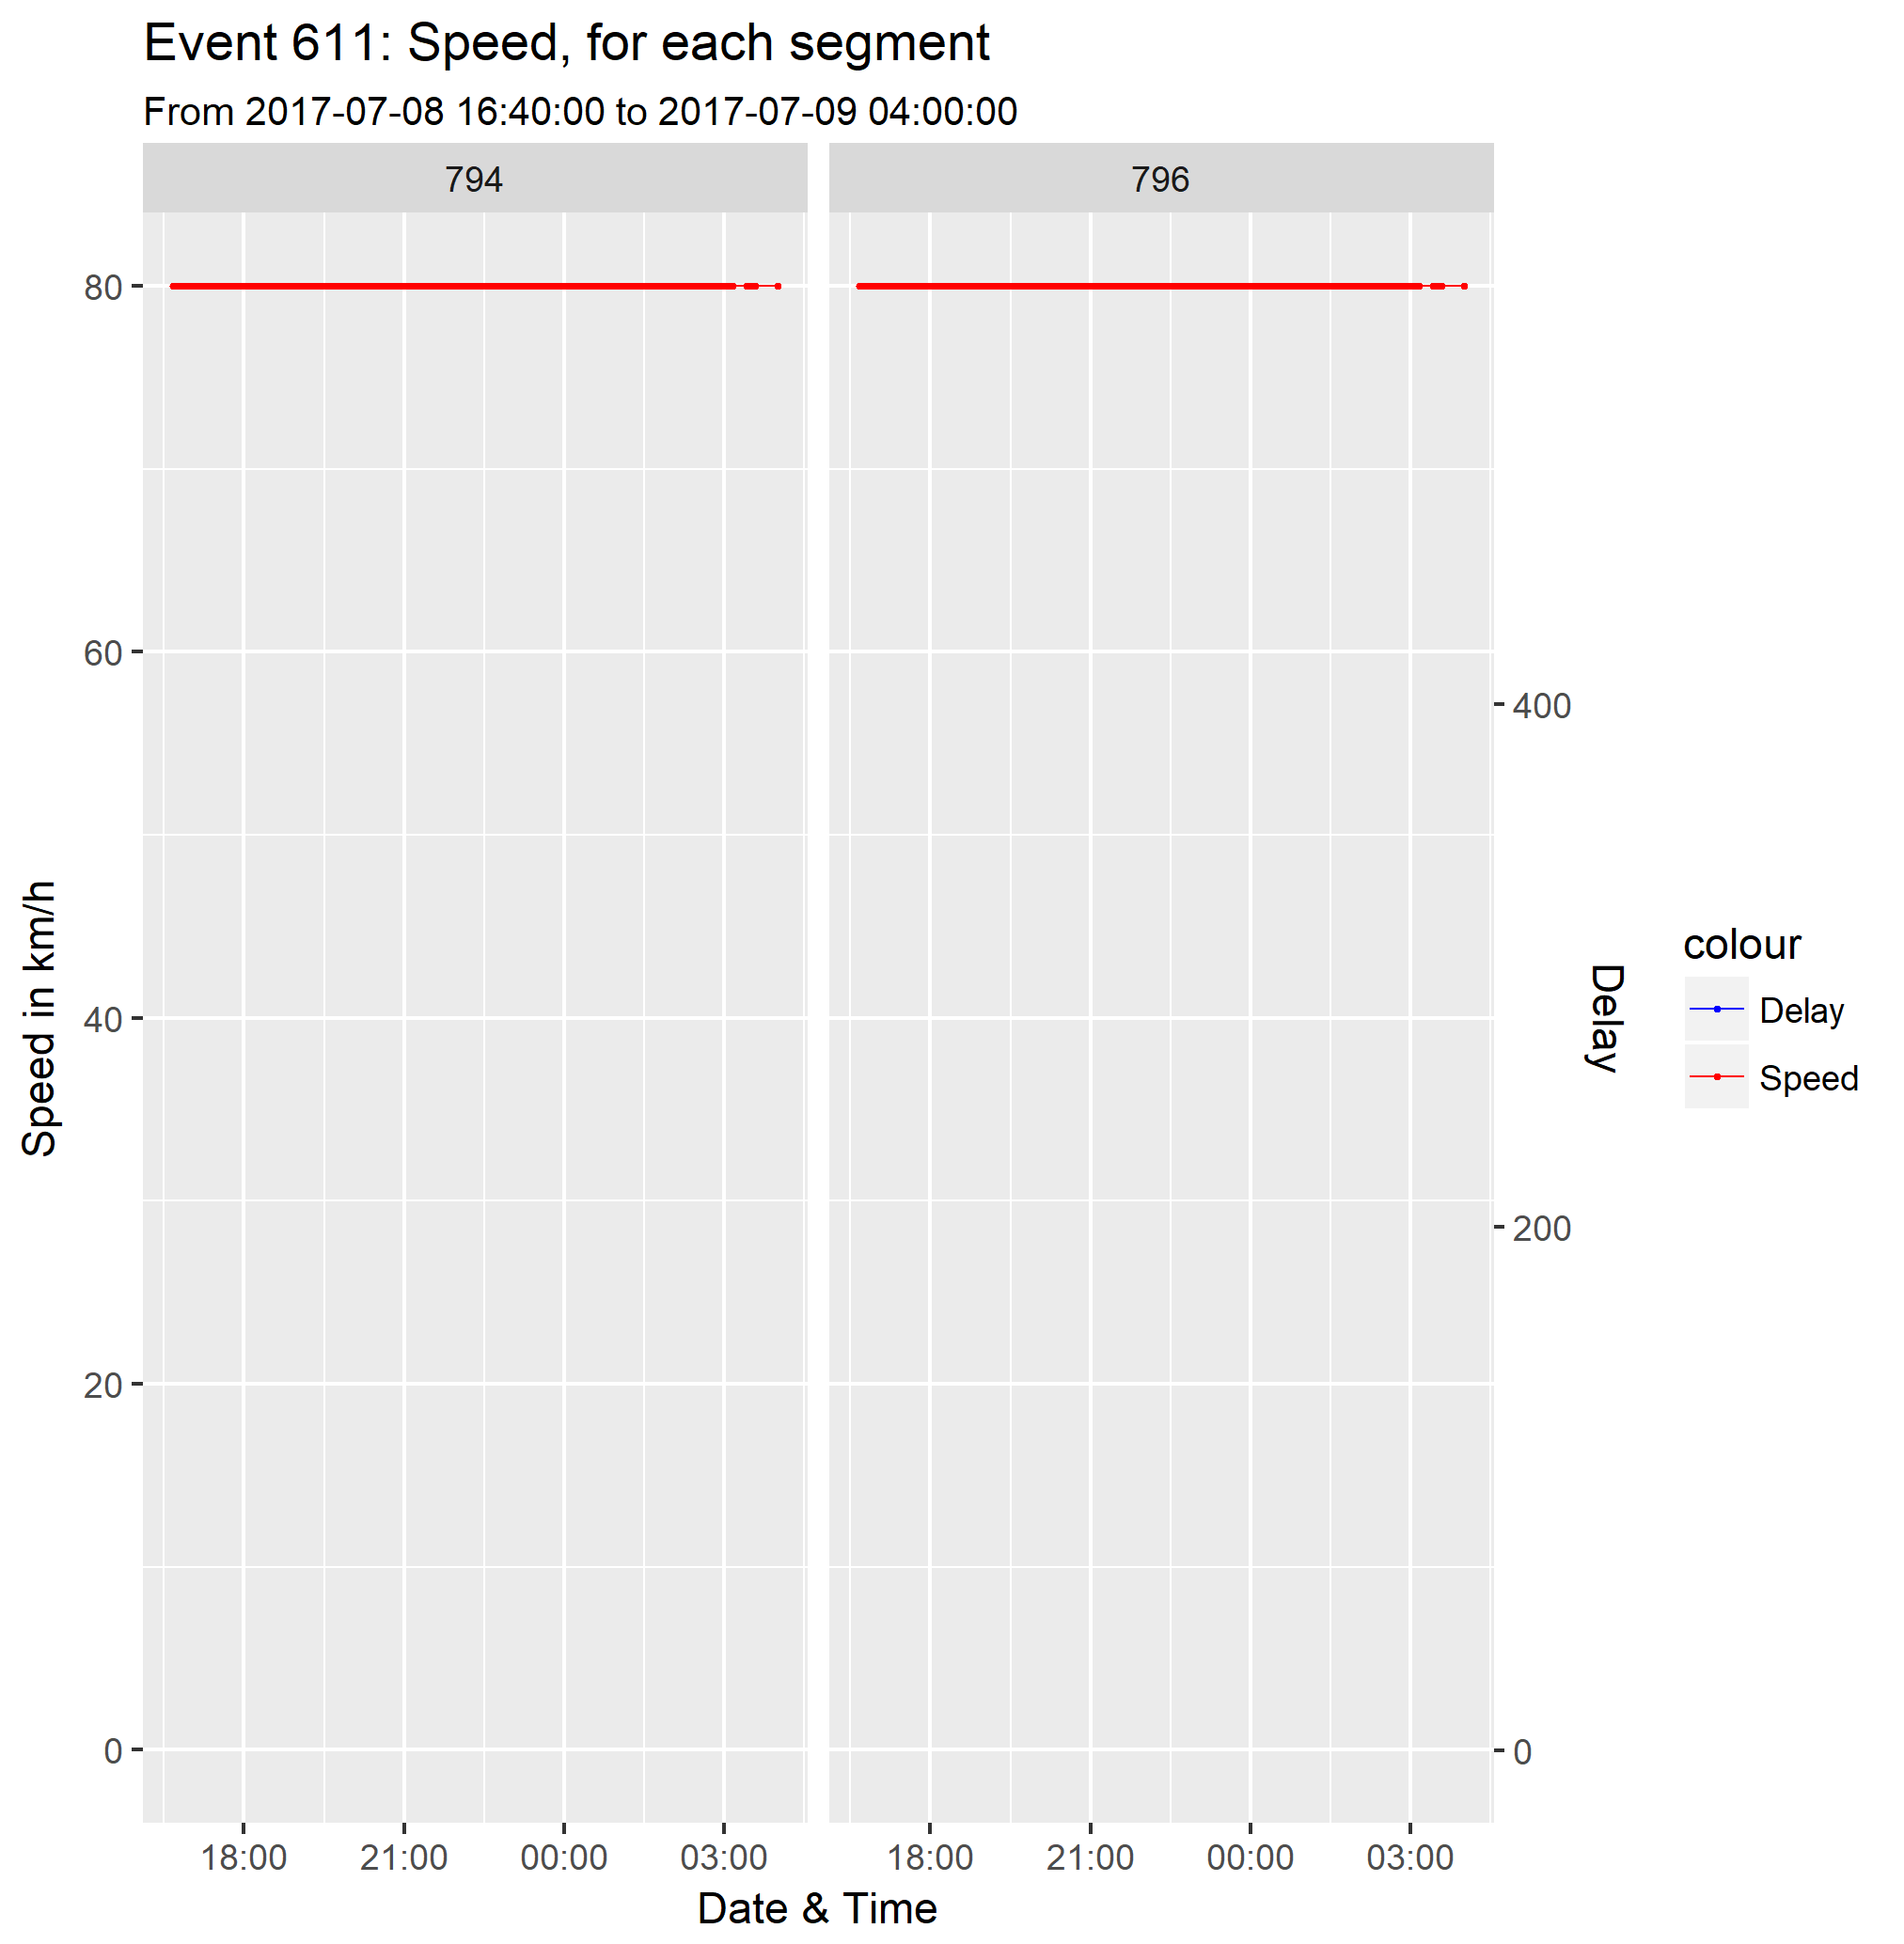 Event 611: Speed, for each segment
From 2017-07-08 16:40:00 to 2017-07-09 04:00:00
794 796
80
60
40
20
0
Speed in km/h
400
200
0
Delay
colour
Delay
Speed
18:00 21:00 00:00 03:00 18:00 21:00 00:00 03:00
Date & Time